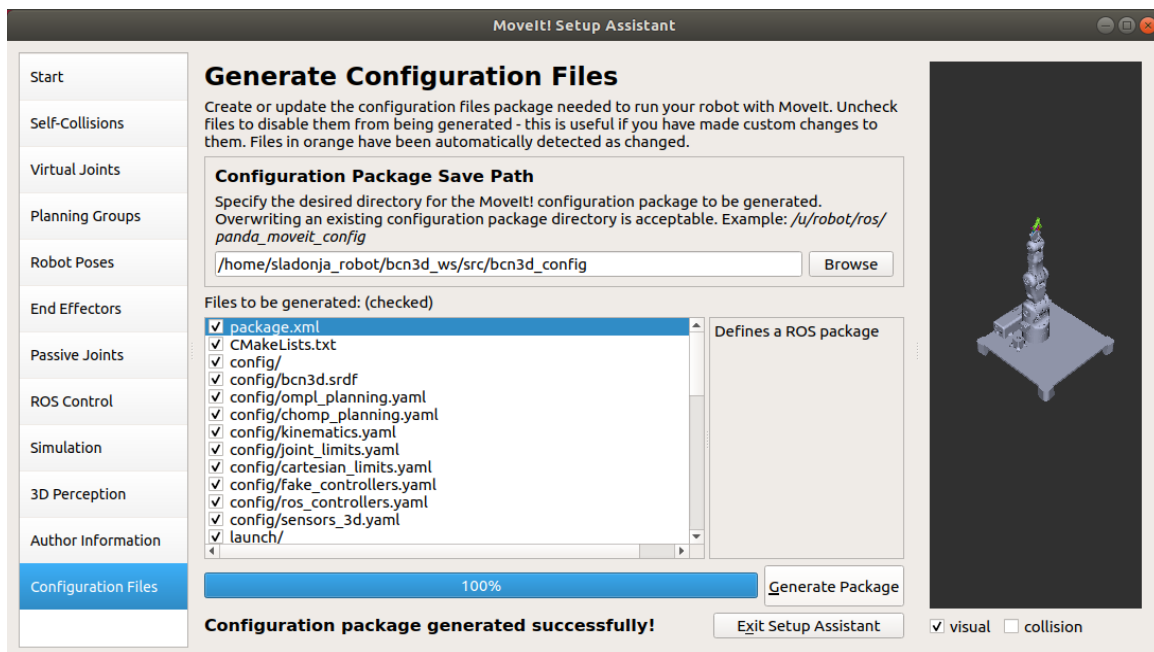 MoveIt! Setup Assistant
Start
Self-Collisions
Virtual Joints
Planning Groups
Robot Poses
End Effectors
Passive Joints
ROS Control
Simulation
3D Perception
Author Information
Configuration Files
Generate Configuration Files
Create or update the configuration files package needed to run your robot with MoveIt. Uncheck
files to disable them from being generated - this is useful if you have made custom changes to
them. Files in orange have been automatically detected as changed.
Configuration Package Save Path
Specify the desired directory for the MoveIt! configuration package to be generated.
Overwriting an existing configuration package directory is acceptable. Example: /u/robot/ros/
panda_moveit_config
/home/sladonja_robot/bcn3d_ws/src/bcn3d_config
Browse
Files to be generated: (checked)
package.xml
CMakeLists.txt
config/
config/bcn3d.srdf
config/ompl_planning.yaml
config/chomp_planning.yaml
config/kinematics.yaml
config/joint_limits.yaml
config/cartesian_limits.yaml
config/fake_controllers.yaml
config/ros_controllers.yaml
config/sensors_3d.yaml
launch/
Defines a ROS package
100%
Generate Package
Configuration package generated successfully!
Exit Setup Assistant
visual
collision